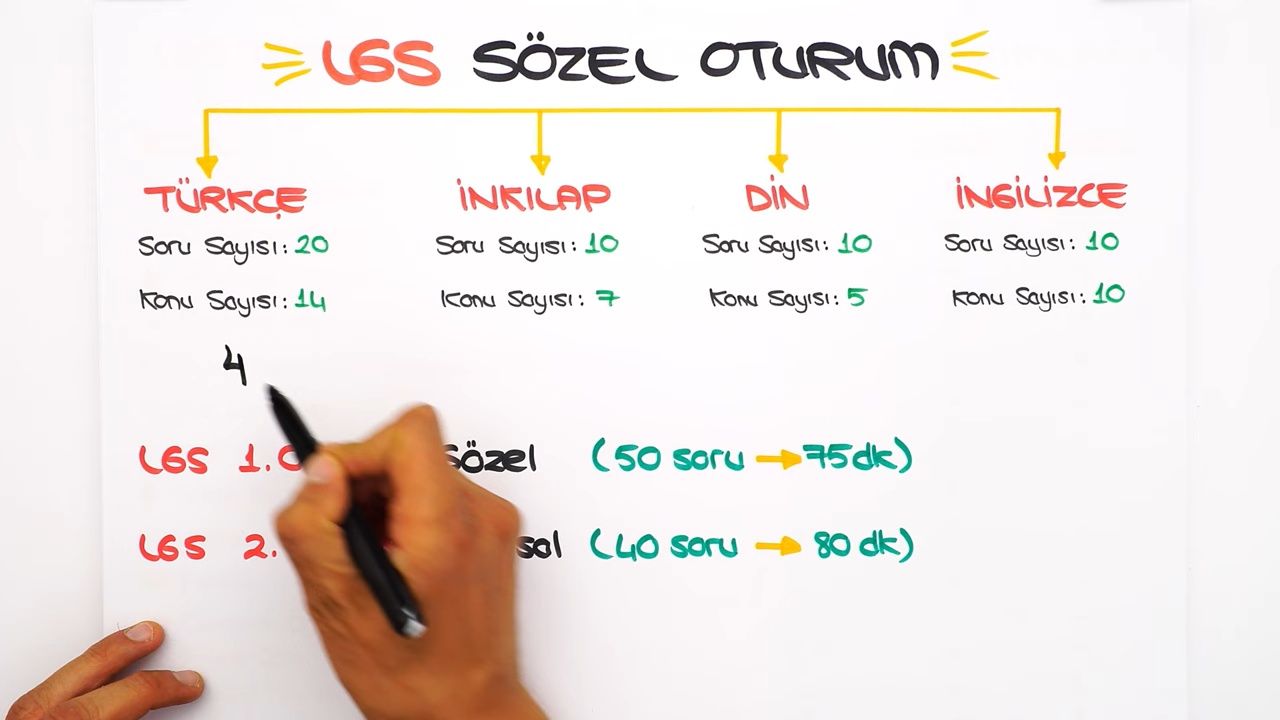 LGS SÖZEL OTURUM
TÜRKÇE İNKILAP DİN İNGİLİZCE
Soru Sayısı: 20 Soru Sayısı: 10 Soru Sayısı: 10 Soru Sayısı: 10
Konu Sayısı: 14 Konu Sayısı: 7 Konu Sayısı: 5 Konu Sayısı: 10
4
LGS 1. Sözel (50 soru → 75 dk)
LGS 2. (40 soru → 80 dk)